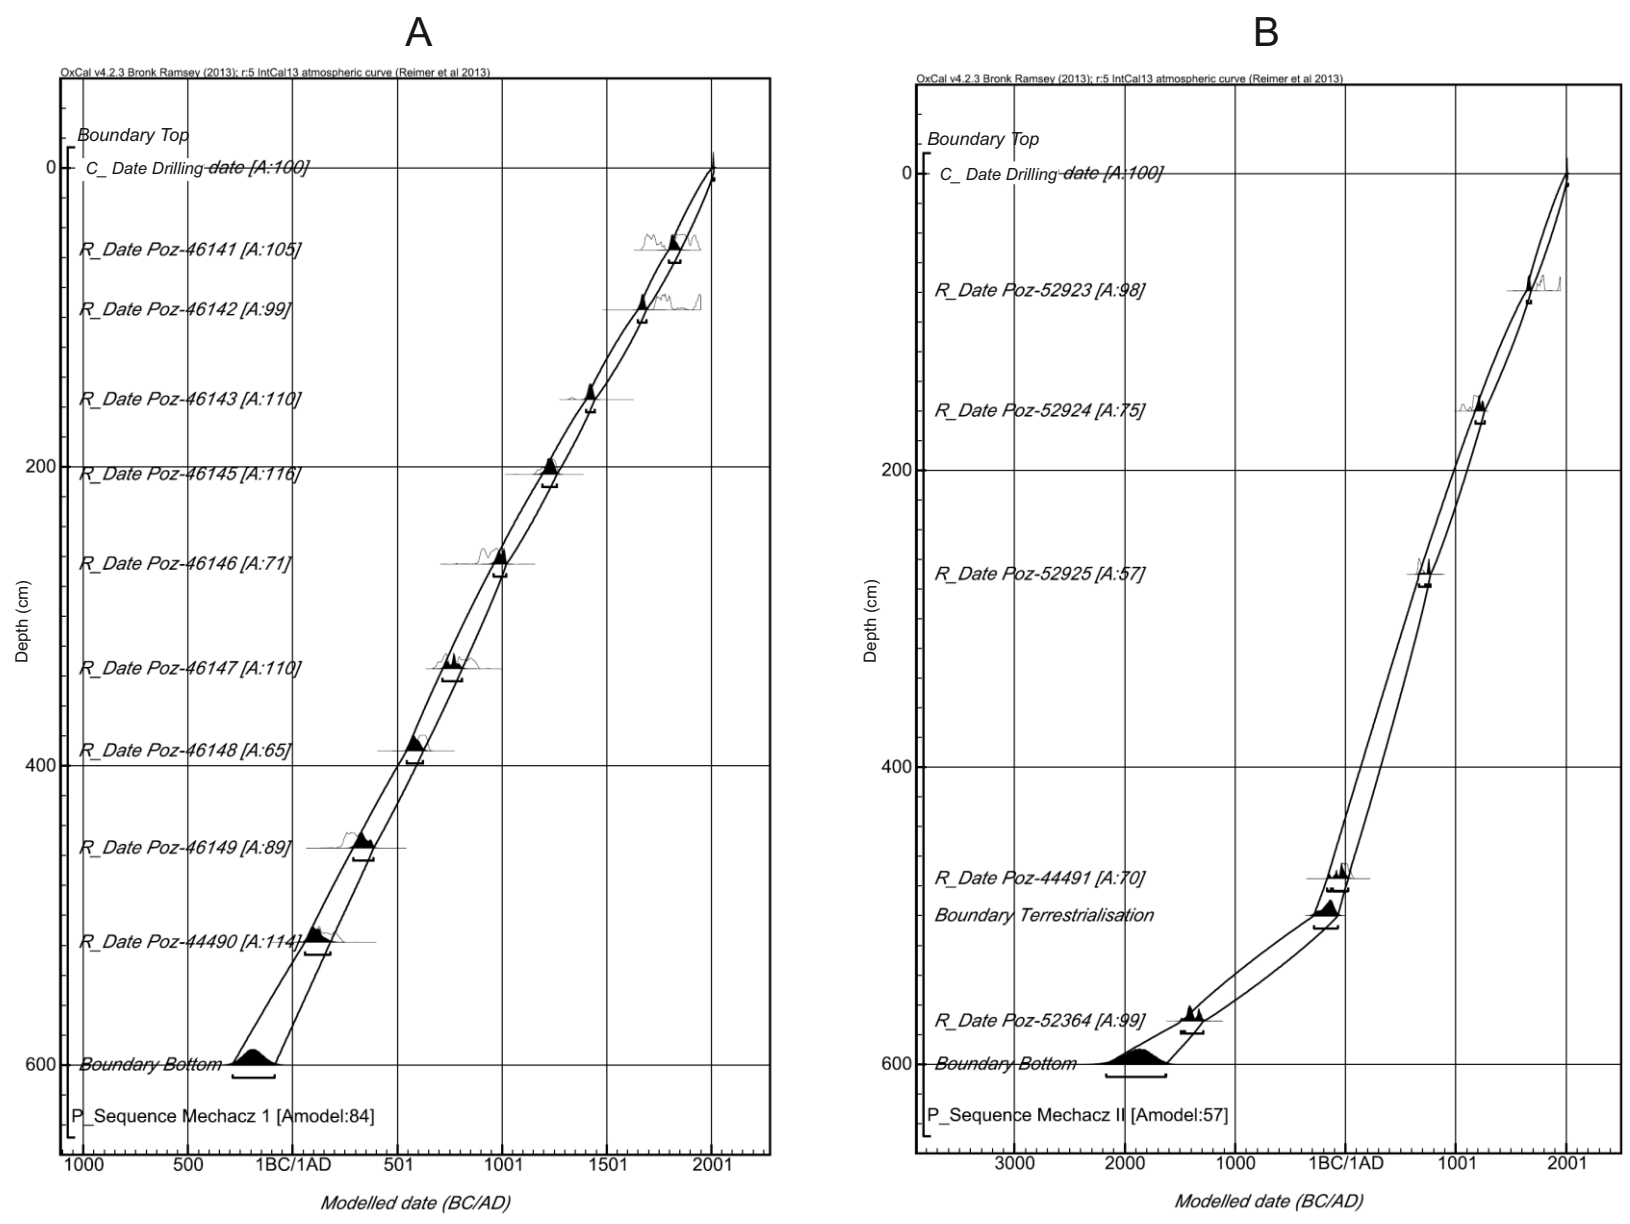 A
OxCal v4.2.3 Bronk Ramsey (2013); r:5 IntCal13 atmospheric curve (Reimer et al 2013)
Boundary Top
0
C_ Date Drilling date [A:100]
R_Date Poz-46141 [A:105]
R_Date Poz-46142 [A:99]
R_Date Poz-46143 [A:110]
200
R_Date Poz-46145 [A:116]
R_Date Poz-46146 [A:71]
Depth (cm)
R_Date Poz-46147 [A:110]
R_Date Poz-46148 [A:65]
400
R_Date Poz-46149 [A:89]
R_Date Poz-44490 [A:114]
600
Boundary Bottom
P_Sequence Mechacz 1 [Amodel:84]
1000 500 1BC/1AD 501 1001 1501 2001
Modelled date (BC/AD)
B
OxCal v4.2.3 Bronk Ramsey (2013); r:5 IntCal13 atmospheric curve (Reimer et al 2013)
Boundary Top
0
C_ Date Drilling date [A:100]
R_Date Poz-52923 [A:98]
R_Date Poz-52924 [A:75]
200
R_Date Poz-52925 [A:57]
Depth (cm)
400
R_Date Poz-44491 [A:70]
Boundary Terrestrialisation
R_Date Poz-52364 [A:99]
600
Boundary Bottom
P_Sequence Mechacz II [Amodel:57]
3000 2000 1000 1BC/1AD 1001 2001
Modelled date (BC/AD)